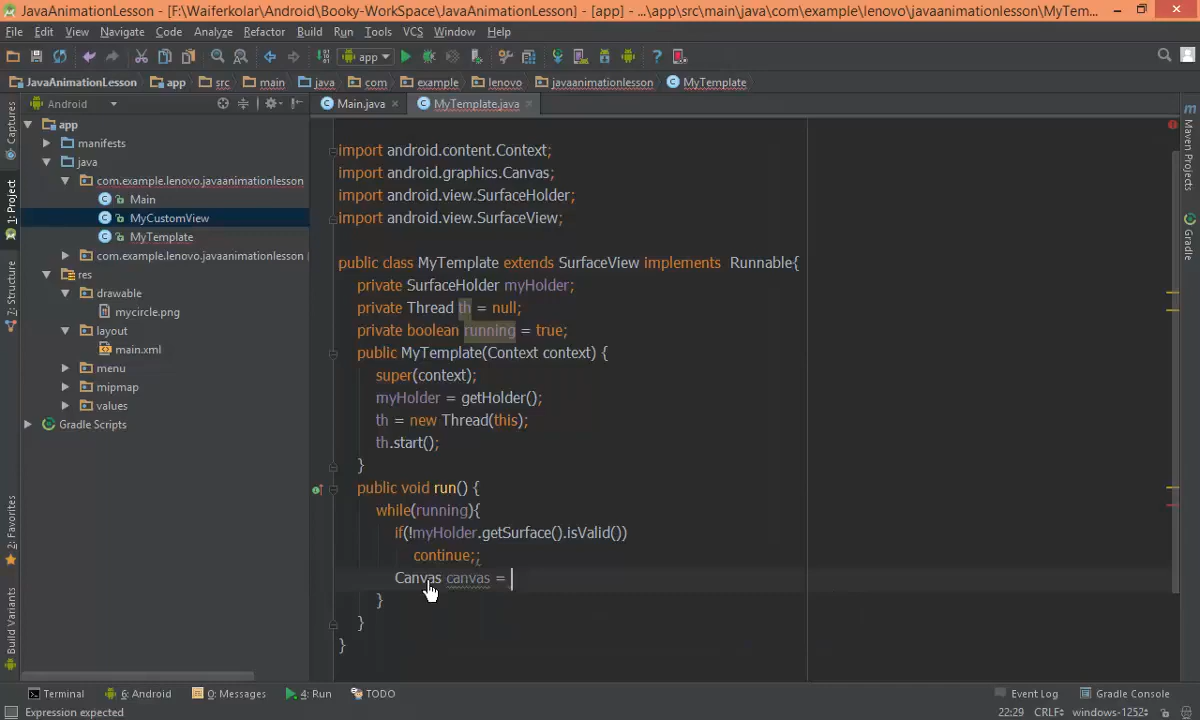 JavaAnimationLesson - [F:\Waiferkolar\Android\Booky-WorkSpace\JavaAnimationLesson] - [app] - ...\app\src\main\java\com\example\lenovo\javaanimationlesson\MyTem...
File Edit View Navigate Code Analyze Refactor Build Run Tools VCS Window Help
app
JavaAnimationLesson app src main java com example lenovo javaanimationlesson MyTemplate
Android
Main.java MyTemplate.java
app
manifests
java
com.example.lenovo.javaanimationlesson
Main
MyCustomView
MyTemplate
com.example.lenovo.javaanimationlesson
res
drawable
mycircle.png
layout
main.xml
menu
mipmap
values
Gradle Scripts
Captures
1: Project
7: Structure
2: Favorites
Build Variants
import android.content.Context;
import android.graphics.Canvas;
import android.view.SurfaceHolder;
import android.view.SurfaceView;
public class MyTemplate extends SurfaceView implements  Runnable{
private SurfaceHolder myHolder;
private Thread th = null;
private boolean running = true;
public MyTemplate(Context context) {
super(context);
myHolder = getHolder();
th = new Thread(this);
th.start();
}
public void run() {
while(running){
if(!myHolder.getSurface().isValid())
continue;;
Canvas canvas =
}
}
}
m
Maven Projects
Gradle
Terminal 6: Android 0: Messages 4: Run TODO Event Log Gradle Console
Expression expected 22:29 CRLF: windows-1252: